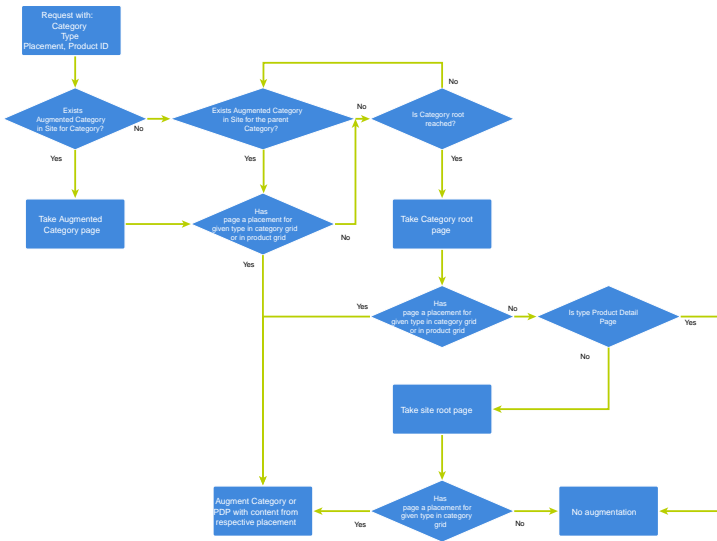 Request with:
Category
Type
Placement, Product ID
Exists
Augmented Category
in Site for Category?
No
Yes
Exists Augmented Category
in Site for the parent
Category?
No
Yes
Is Category root
reached?
No
Yes
Take Augmented
Category page
Has
page a placement for
given type in category grid
or in product grid
No
Yes
Take Category root
page
Has
page a placement for
given type in category grid
or in product grid
Yes
No
Is type Product Detail
Page
Yes
No
Take site root page
Has
page a placement for
given type in category
grid
Yes
No
Augment Category or
PDP with content from
respective placement
No augmentation